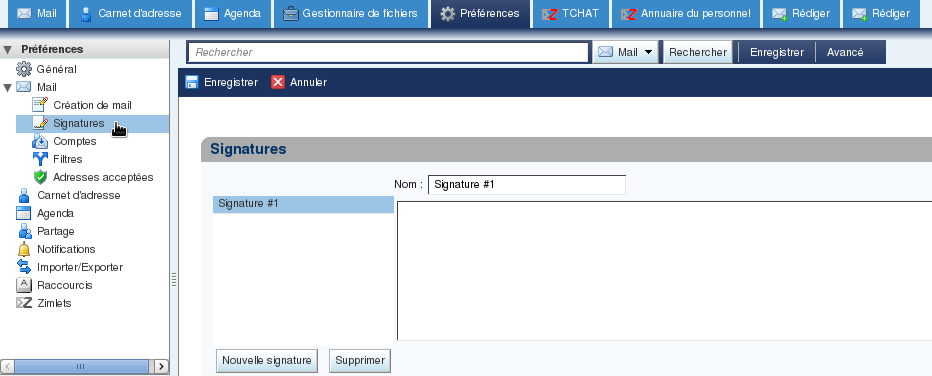 Mail Carnet d'adresse Agenda Gestionnaire de fichiers Préférences TCHAT Annuaire du personnel Rédiger Rédiger
Préférences
Rechercher Mail Rechercher Enregistrer Avancé
Général
Mail
Enregistrer Annuler
Création de mail
Signatures
Comptes
Filtres
Adresses acceptées
Carnet d'adresse
Agenda
Partage
Notifications
Importer/Exporter
Raccourcis
Zimlets
Signatures
Nom : Signature #1
Signature #1
Nouvelle signature Supprimer